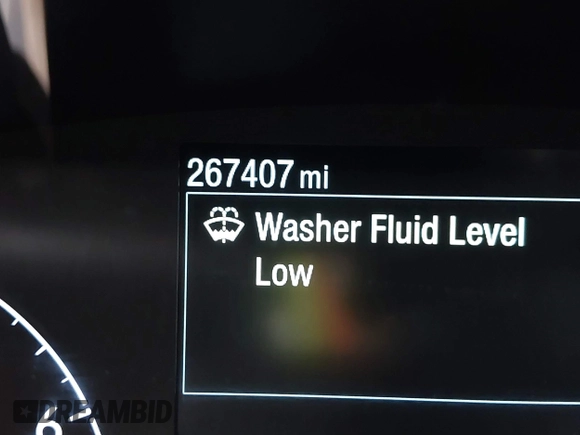 267407 mi
Washer Fluid Level
Low
DREAMBID